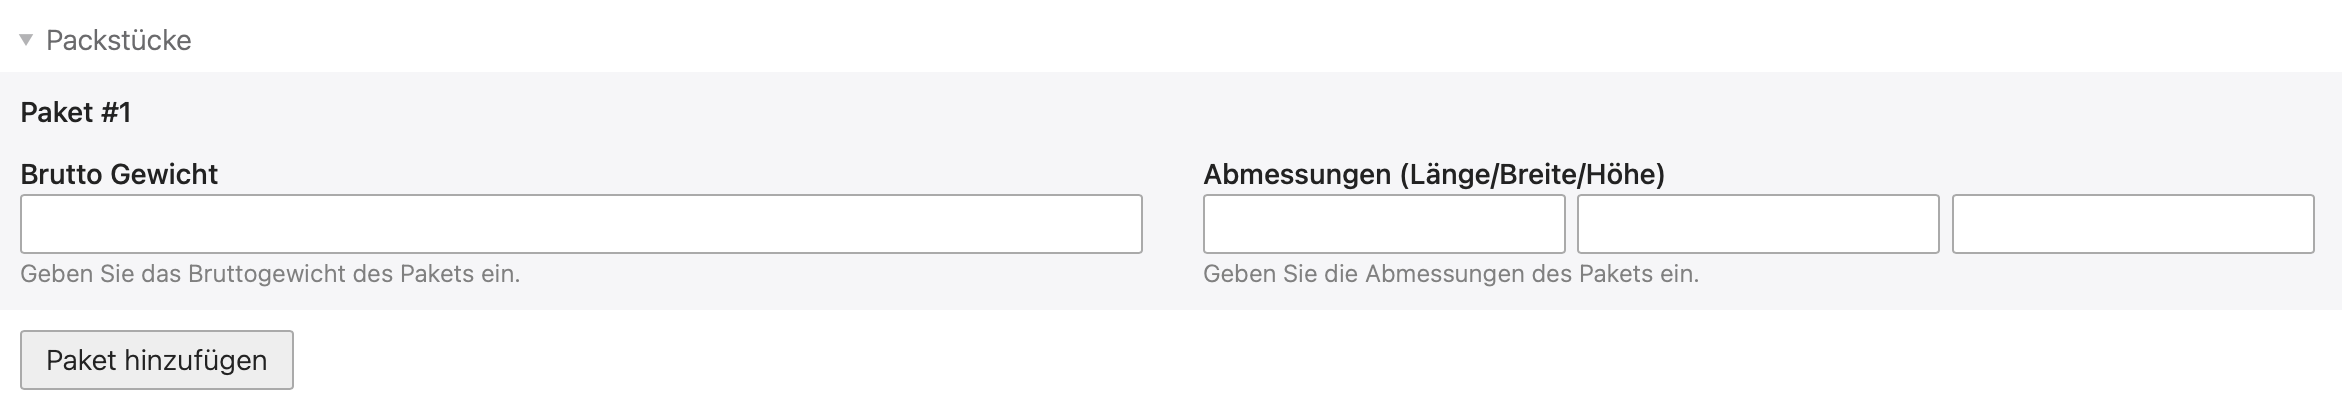 Packstücke
Paket #1
Brutto Gewicht
Geben Sie das Bruttogewicht des Pakets ein.
Abmessungen (Länge/Breite/Höhe)
Geben Sie die Abmessungen des Pakets ein.
Paket hinzufügen